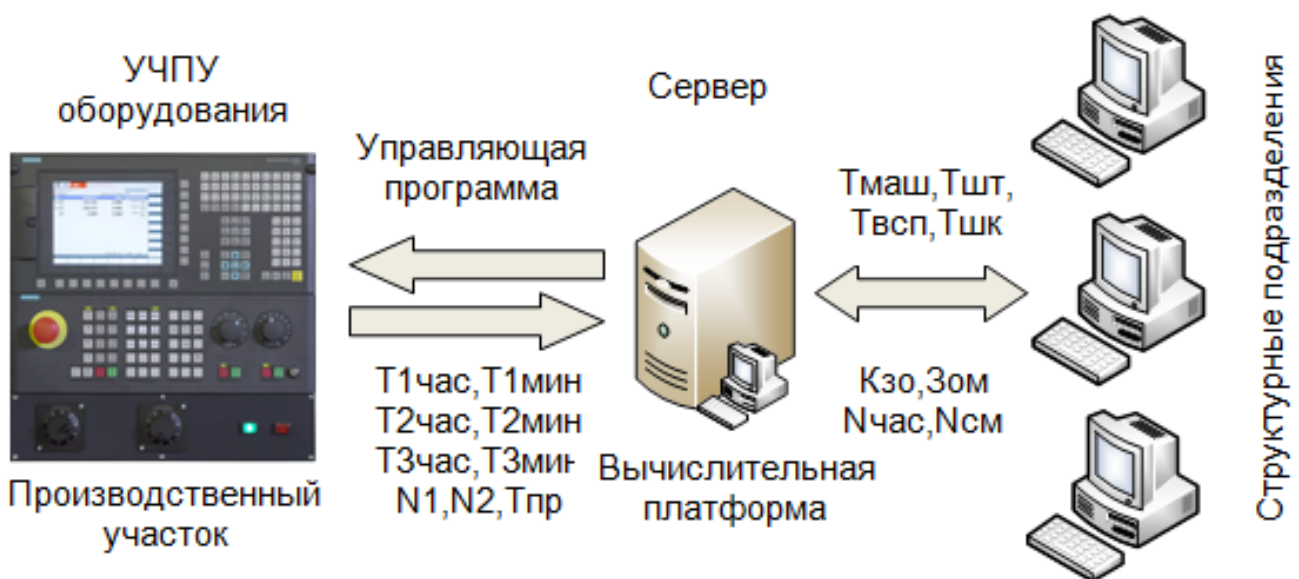 УЧПУ
оборудования
Производственный
участок
Управляющая
программа
Т1час,Т1мин
Т2час,Т2мин
Т3час,Т3мин
N1,N2,Тпр
Сервер
Вычислительная
платформа
Тмаш,Тшт,
Твсп,Тшк
Кзо,Зом
Nчас,Nсм
Структурные подразделения